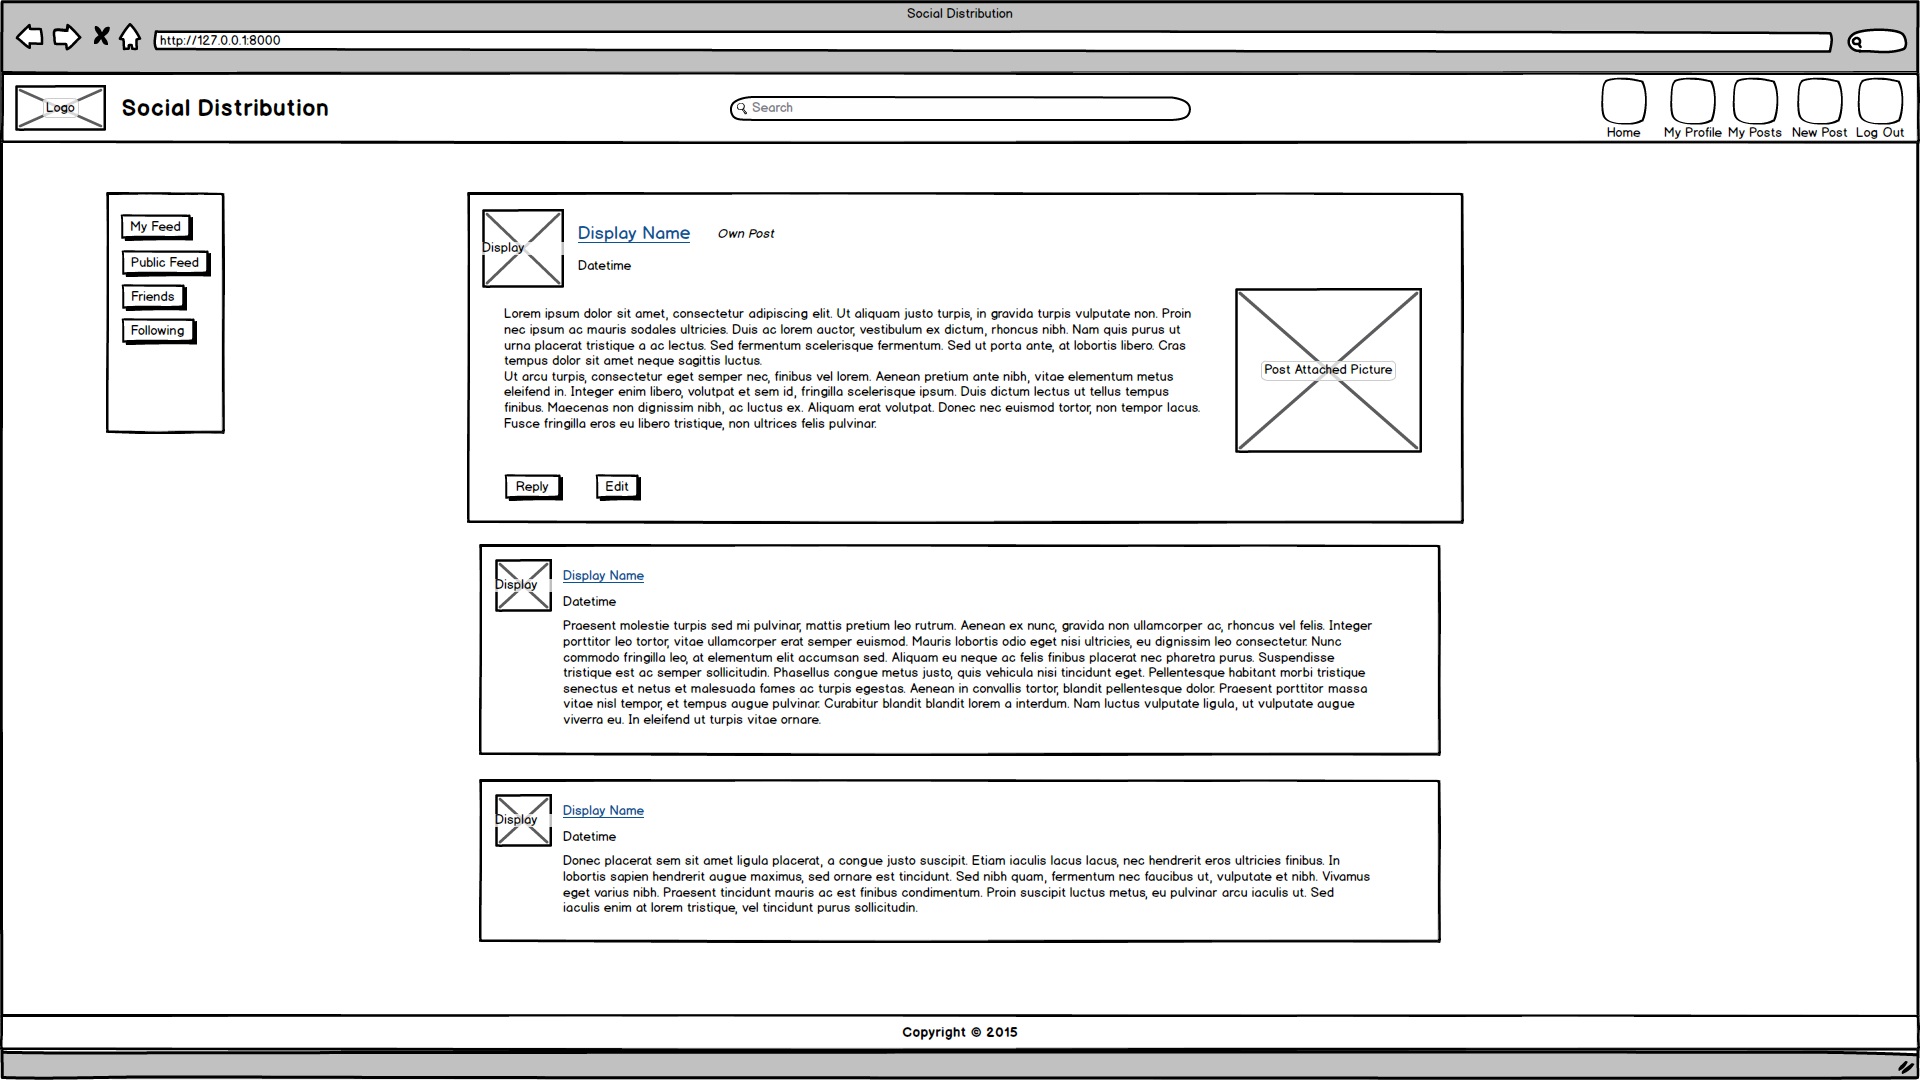 Social Distribution
http://127.0.0.1:8000
Logo
Social Distribution
Search
Home
My Profile
My Posts
New Post
Log Out
My Feed
Public Feed
Friends
Following
Display
Display Name
Own Post
Datetime
Lorem ipsum dolor sit amet, consectetur adipiscing elit. Ut aliquam justo turpis, in gravida turpis vulputate non. Proin
nec ipsum ac mauris sodales ultricies. Duis ac lorem auctor, vestibulum ex dictum, rhoncus nibh. Nam quis purus ut
urna placerat tristique a ac lectus. Sed fermentum scelerisque fermentum. Sed ut porta ante, at lobortis libero. Cras
tempus dolor sit amet neque sagittis luctus.
Ut arcu turpis, consectetur eget semper nec, finibus vel lorem. Aenean pretium ante nibh, vitae elementum metus
eleifend in. Integer enim libero, volutpat et sem id, fringilla scelerisque ipsum. Duis dictum lectus ut tellus tempus
finibus. Maecenas non dignissim nibh, ac luctus ex. Aliquam erat volutpat. Donec nec euismod tortor, non tempor lacus.
Fusce fringilla eros eu libero tristique, non ultrices felis pulvinar.
Post Attached Picture
Reply
Edit
Display
Display Name
Datetime
Praesent molestie turpis sed mi pulvinar, mattis pretium leo rutrum. Aenean ex nunc, gravida non ullamcorper ac, rhoncus vel felis. Integer
porttitor leo tortor, vitae ullamcorper erat semper euismod. Mauris lobortis odio eget nisi ultricies, eu dignissim leo consectetur. Nunc
commodo fringilla leo, at elementum elit accumsan sed. Aliquam eu neque ac felis finibus placerat nec pharetra purus. Suspendisse
tristique est ac semper sollicitudin. Phasellus congue metus justo, quis vehicula nisi tincidunt eget. Pellentesque habitant morbi tristique
senectus et netus et malesuada fames ac turpis egestas. Aenean in convallis tortor, blandit pellentesque dolor. Praesent porttitor massa
vitae nisl tempor, et tempus augue pulvinar. Curabitur blandit blandit lorem a interdum. Nam luctus vulputate ligula, ut vulputate augue
viverra eu. In eleifend ut turpis vitae ornare.
Display
Display Name
Datetime
Donec placerat sem sit amet ligula placerat, a congue justo suscipit. Etiam iaculis lacus lacus, nec hendrerit eros ultricies finibus. In
lobortis sapien hendrerit augue maximus, sed ornare est tincidunt. Sed nibh quam, fermentum nec faucibus ut, vulputate et nibh. Vivamus
eget varius nibh. Praesent tincidunt mauris ac est finibus condimentum. Proin suscipit luctus metus, eu pulvinar arcu iaculis ut. Sed
iaculis enim at lorem tristique, vel tincidunt purus sollicitudin.
Copyright © 2015